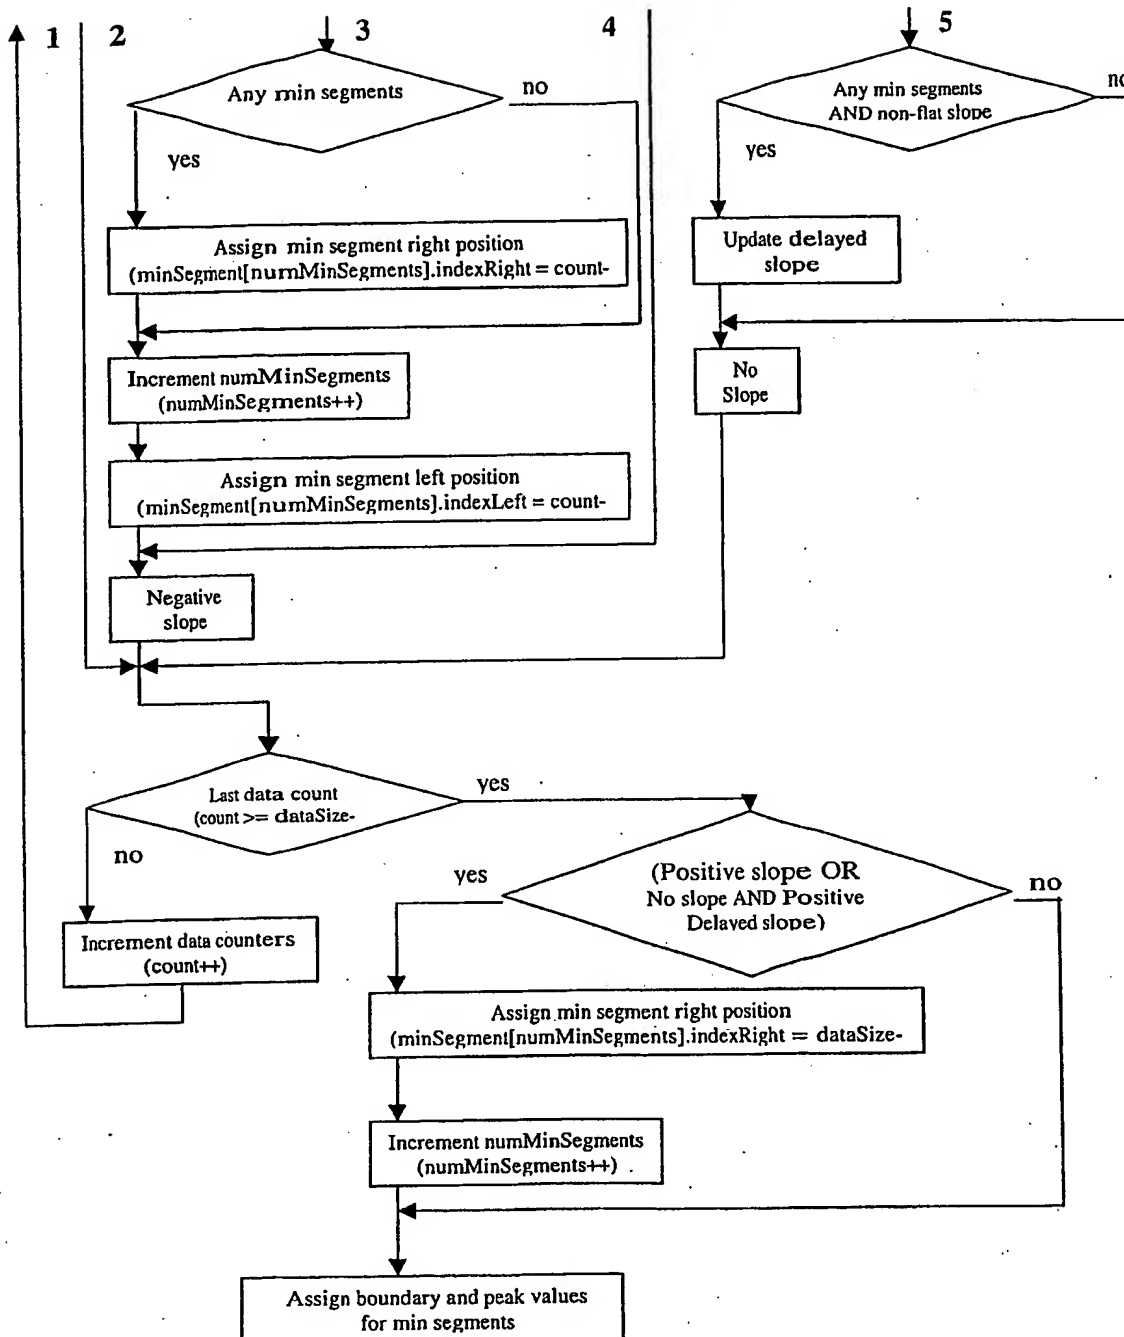 1
2
3
4
5
Any min segments
no
yes
Any min segments
AND non-flat slope
no
yes
Assign min segment right position
(minSegment[numMinSegments].indexRight = count-
Update delayed
slope
Increment numMinSegments
(numMinSegments++)
No
Slope
Assign min segment left position
(minSegment[numMinSegments].indexLeft = count-
Negative
slope
Last data count
(count >= dataSize-
yes
no
(Positive slope OR
No slope AND Positive
Delayed slope)
yes
no
Increment data counters
(count++)
Assign min segment right position
(minSegment[numMinSegments].indexRight = dataSize-
Increment numMinSegments
(numMinSegments++)
Assign boundary and peak values
for min segments